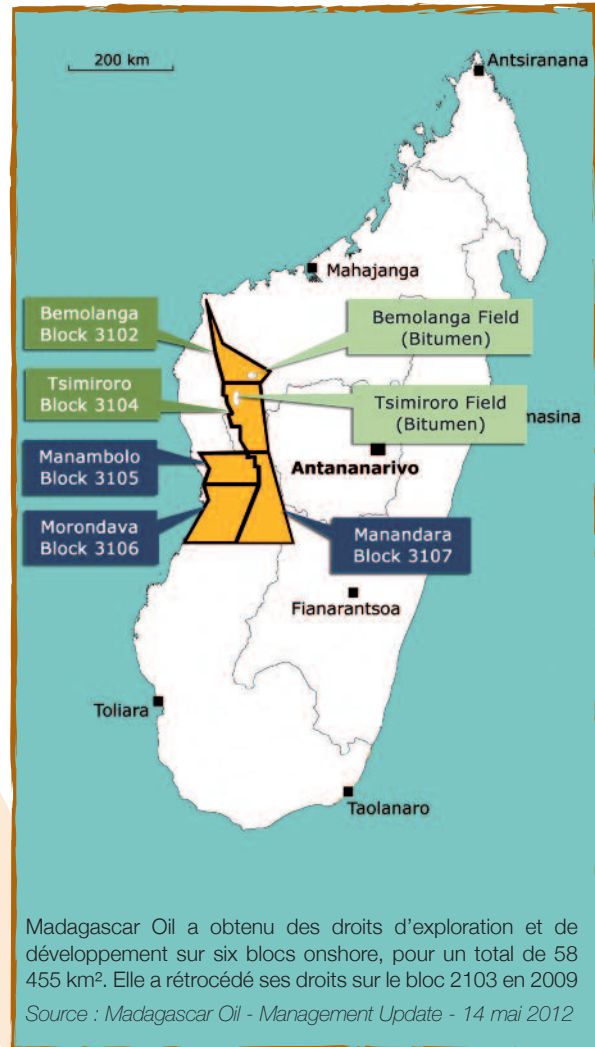 200 km
Antsiranana
Mahajanga
Bemolanga
Block 3102
Bemolanga Field
(Bitumen)
Tsimiroro
Block 3104
Tsimiroro Field
(Bitumen)
masina
Manambolo
Block 3105
Antananarivo
Morondava
Block 3106
Manandara
Block 3107
Fianarantsoa
Toliara
Taolanaro
Madagascar Oil a obtenu des droits d'exploration et de
développement sur six blocs onshore, pour un total de 58
455 km². Elle a rétrocédé ses droits sur le bloc 2103 en 2009
Source : Madagascar Oil - Management Update - 14 mai 2012